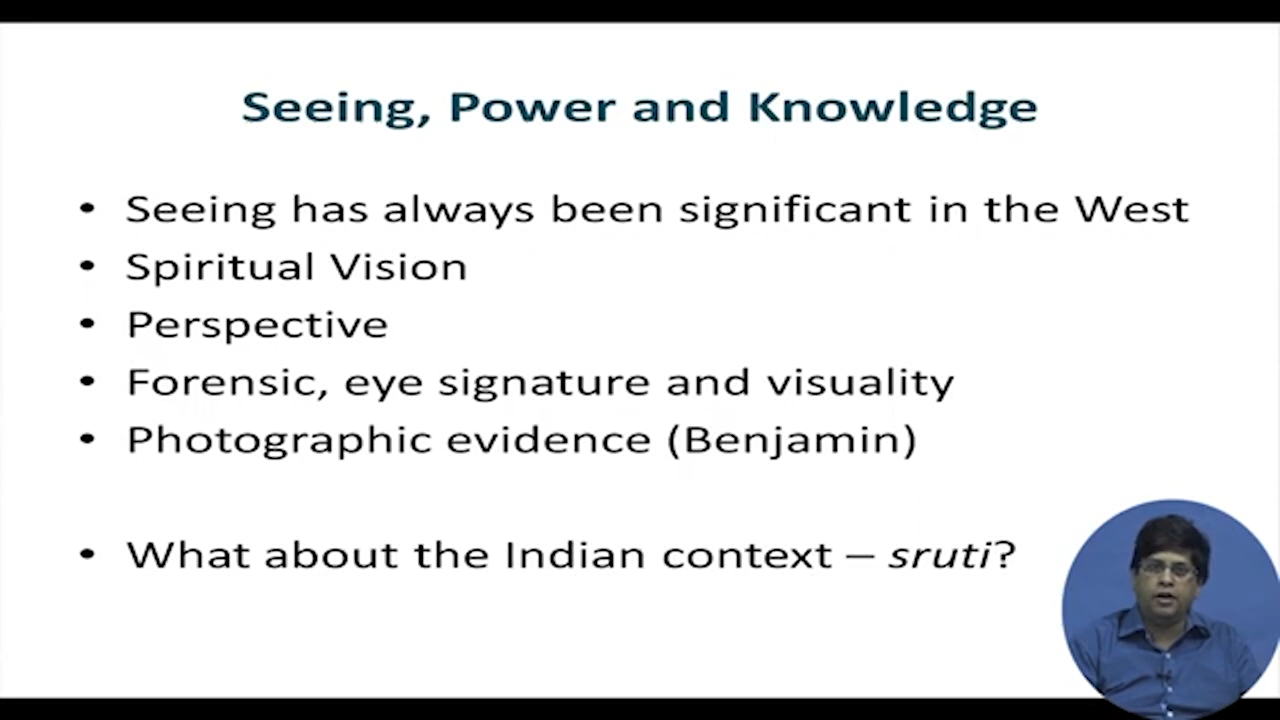 Seeing, Power and Knowledge
• Seeing has always been significant in the West
• Spiritual Vision
• Perspective
• Forensic, eye signature and visuality
• Photographic evidence (Benjamin)
• What about the Indian context – sruti?